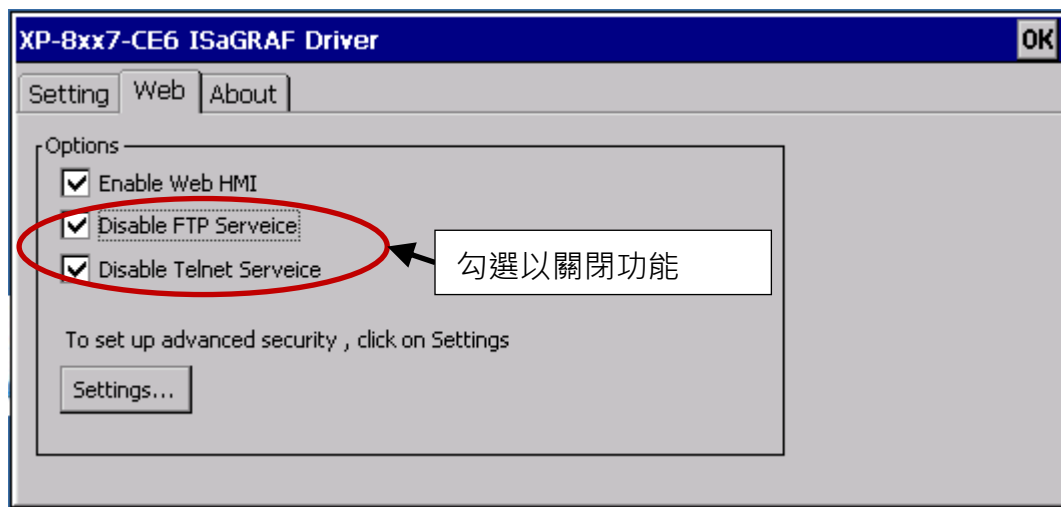 XP-8xx7-CE6 ISaGRAF Driver OK
Setting Web About
Options
Enable Web HMI
Disable FTP Serveice
Disable Telnet Serveice
勾選以關閉功能
To set up advanced security , click on Settings
Settings...